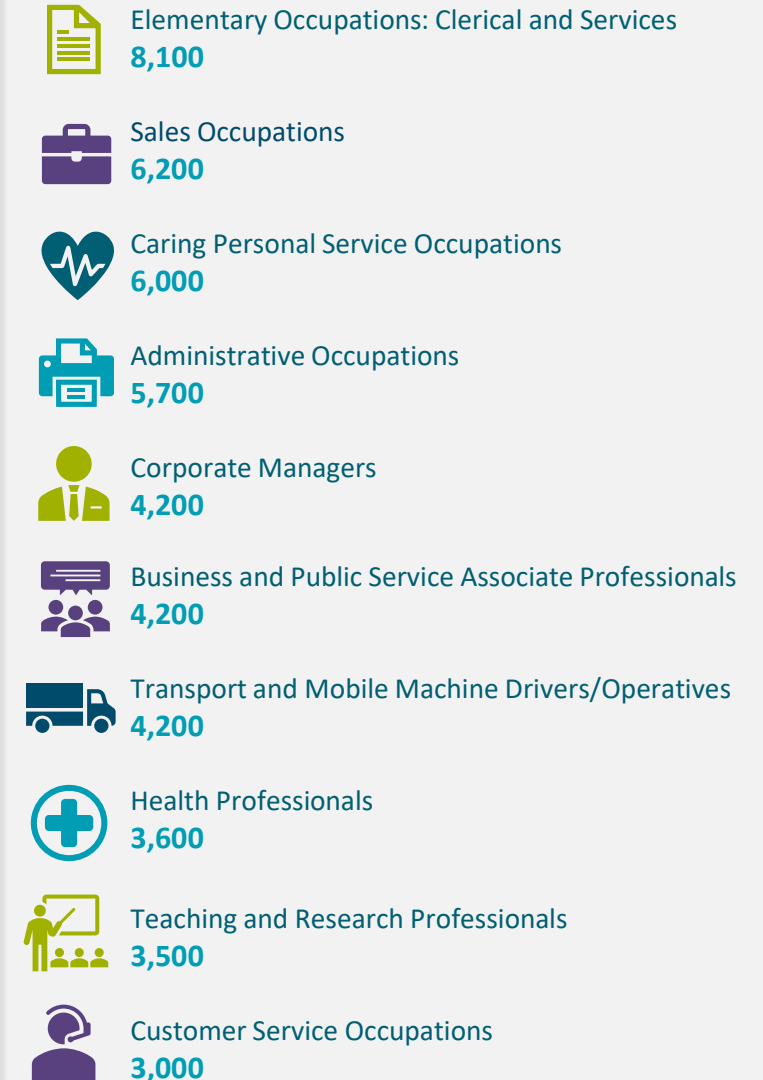 Elementary Occupations: Clerical and Services
8,100
Sales Occupations
6,200
Caring Personal Service Occupations
6,000
Administrative Occupations
5,700
Corporate Managers
4,200
Business and Public Service Associate Professionals
4,200
Transport and Mobile Machine Drivers/Operatives
4,200
Health Professionals
3,600
Teaching and Research Professionals
3,500
Customer Service Occupations
3,000